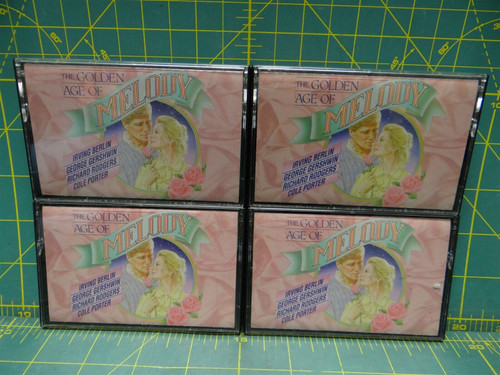 THE GOLDEN
AGE OF
MELODY
IRVING BERLIN
GEORGE GERSHWIN
RICHARD RODGERS
COLE PORTER
THE GOLDEN
AGE OF
MELODY
IRVING BERLIN
GEORGE GERSHWIN
RICHARD RODGERS
COLE PORTER
THE GOLDEN
AGE OF
MELODY
IRVING BERLIN
GEORGE GERSHWIN
RICHARD RODGERS
COLE PORTER
THE GOLDEN
AGE OF
MELODY
IRVING BERLIN
GEORGE GERSHWIN
RICHARD RODGERS
COLE PORTER